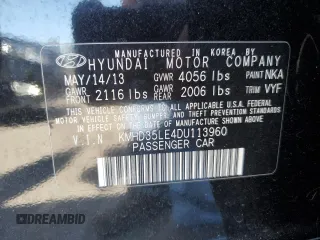 MANUFACTURED IN KOREA BY
HYUNDAI MOTOR COMPANY
MAY/14/13 GVWR 4056 lbs PAINT NKA
GAWR FRONT 2116 lbs GAWR REAR 2006 lbs TRIM VYF
THIS VEHICLE CONFORMS TO ALL APPLICABLE
U.S. FEDERAL MOTOR VEHICLE SAFETY,
BUMPER, AND THEFT PREVENTION STANDARDS
IN EFFECT ON THE DATE OF MANUFACTURE
SHOWN ABOVE.
V.I.N KMHD35LE4DU113960
PASSENGER CAR